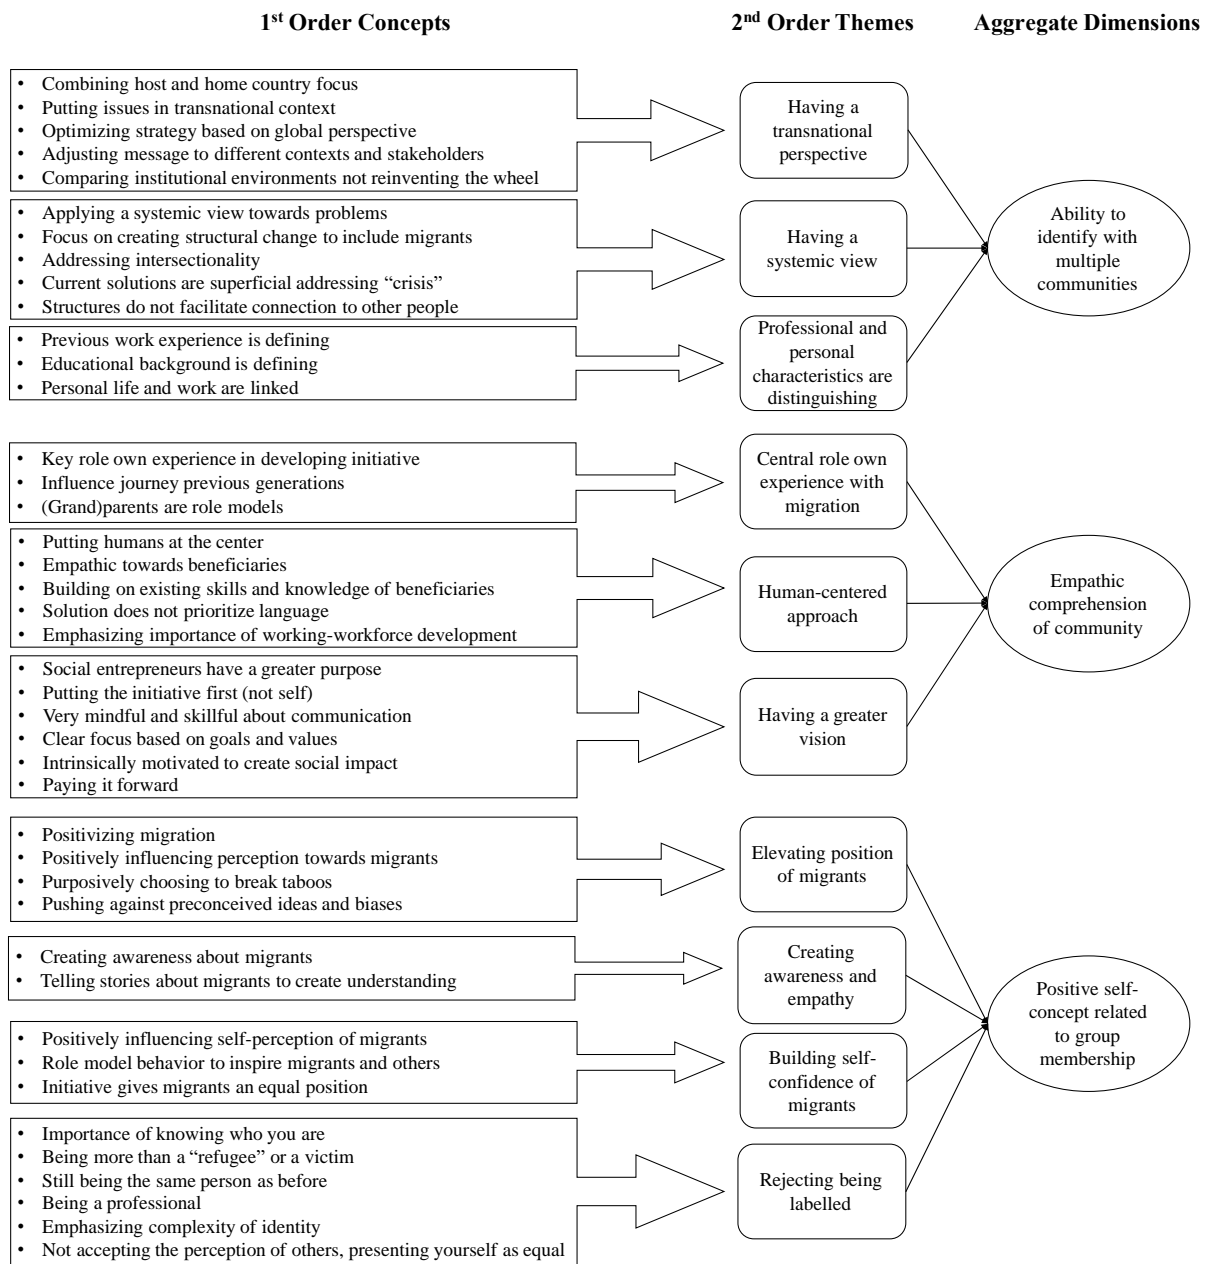 1st Order Concepts
2nd Order Themes
Aggregate Dimensions
• Combining host and home country focus
• Putting issues in transnational context
• Optimizing strategy based on global perspective
• Adjusting message to different contexts and stakeholders
• Comparing institutional environments not reinventing the wheel
Having a
transnational
perspective
• Applying a systemic view towards problems
• Focus on creating structural change to include migrants
• Addressing intersectionality
• Current solutions are superficial addressing “crisis”
• Structures do not facilitate connection to other people
Having a
systemic view
• Previous work experience is defining
• Educational background is defining
• Personal life and work are linked
Professional and
personal
characteristics are
distinguishing
Ability to
identify with
multiple
communities
• Key role own experience in developing initiative
• Influence journey previous generations
• (Grand)parents are role models
Central role own
experience with
migration
• Putting humans at the center
• Empathic towards beneficiaries
• Building on existing skills and knowledge of beneficiaries
• Solution does not prioritize language
• Emphasizing importance of working-workforce development
Human-centered
approach
• Social entrepreneurs have a greater purpose
• Putting the initiative first (not self)
• Very mindful and skillful about communication
• Clear focus based on goals and values
• Intrinsically motivated to create social impact
• Paying it forward
Having a greater
vision
Empathic
comprehension
of community
• Positivizing migration
• Positively influencing perception towards migrants
• Purposively choosing to break taboos
• Pushing against preconceived ideas and biases
Elevating position
of migrants
• Creating awareness about migrants
• Telling stories about migrants to create understanding
Creating
awareness and
empathy
• Positively influencing self-perception of migrants
• Role model behavior to inspire migrants and others
• Initiative gives migrants an equal position
Building self-
confidence of
migrants
• Importance of knowing who you are
• Being more than a “refugee” or a victim
• Still being the same person as before
• Being a professional
• Emphasizing complexity of identity
• Not accepting the perception of others, presenting yourself as equal
Rejecting being
labelled
Positive self-
concept related
to group
membership